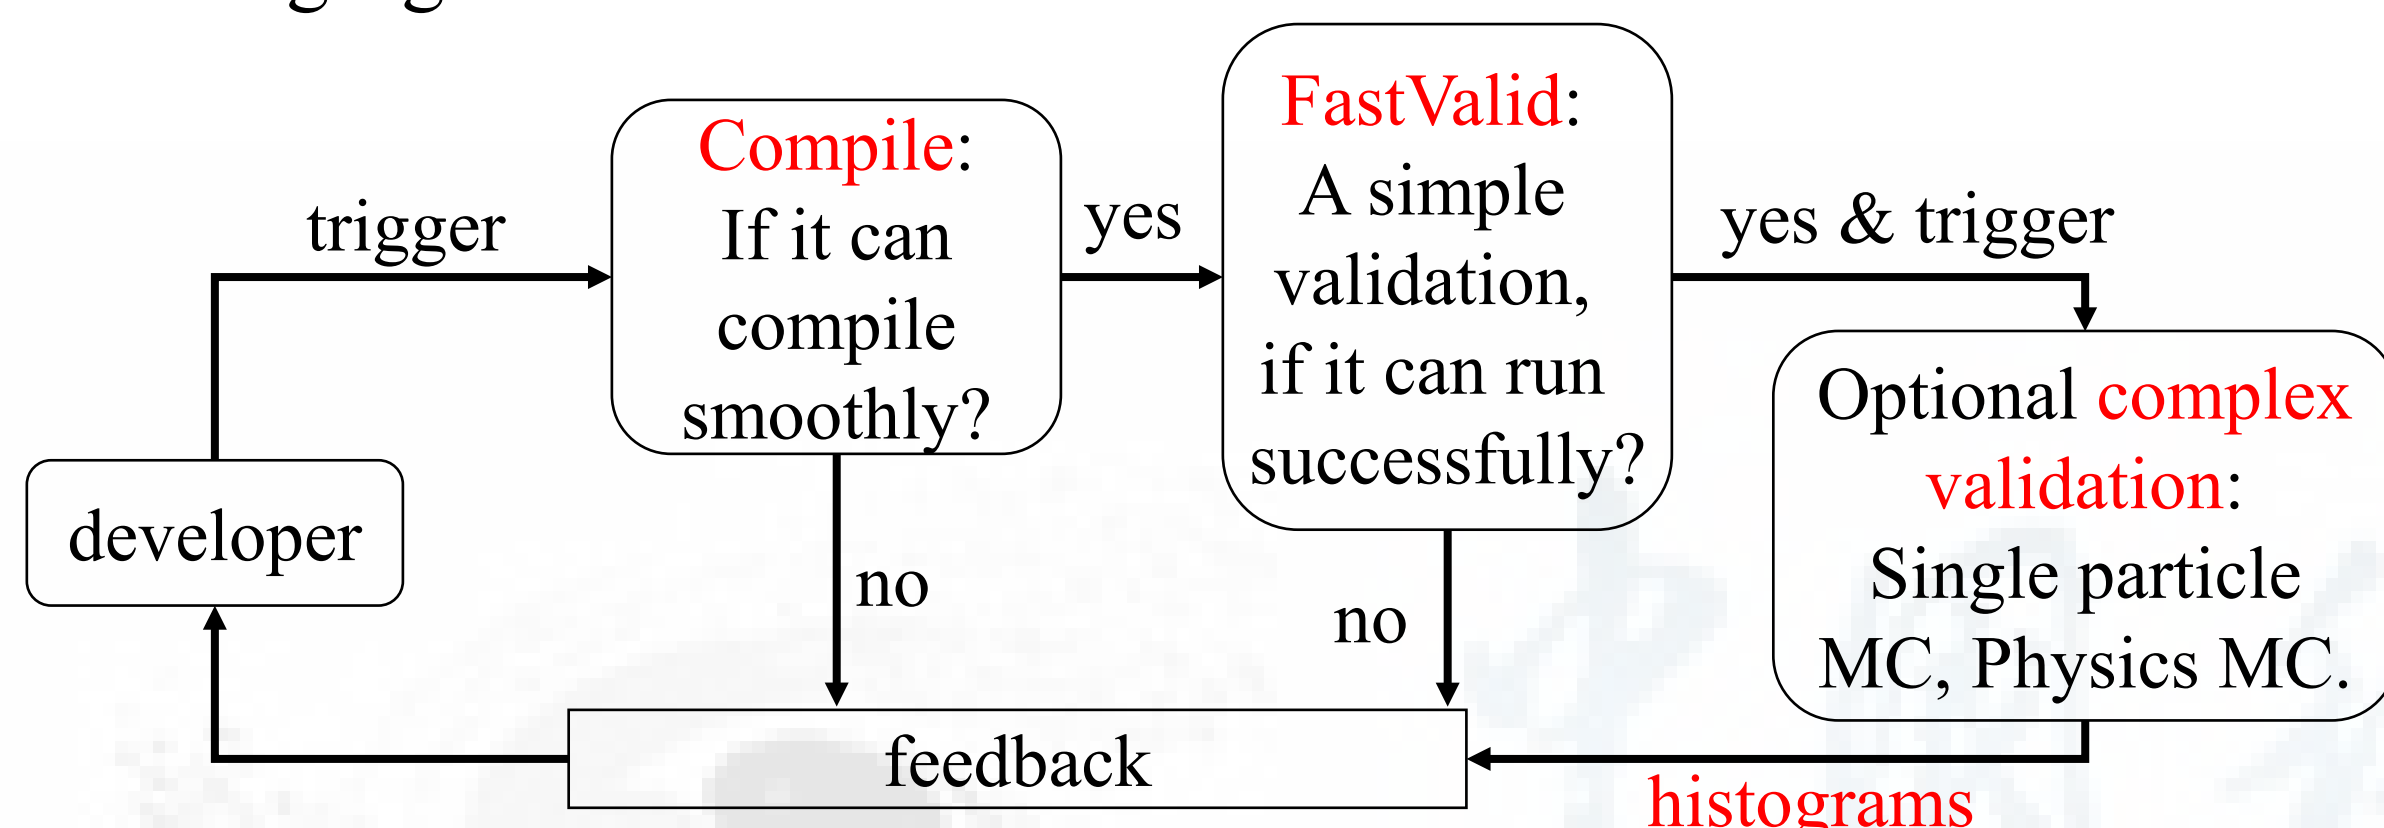 trigger
Compile:
If it can
compile
smoothly?
yes
FastValid:
A simple
validation,
if it can run
successfully?
yes & trigger
Optional complex
validation:
Single particle
MC, Physics MC.
developer
no
no
feedback
histograms